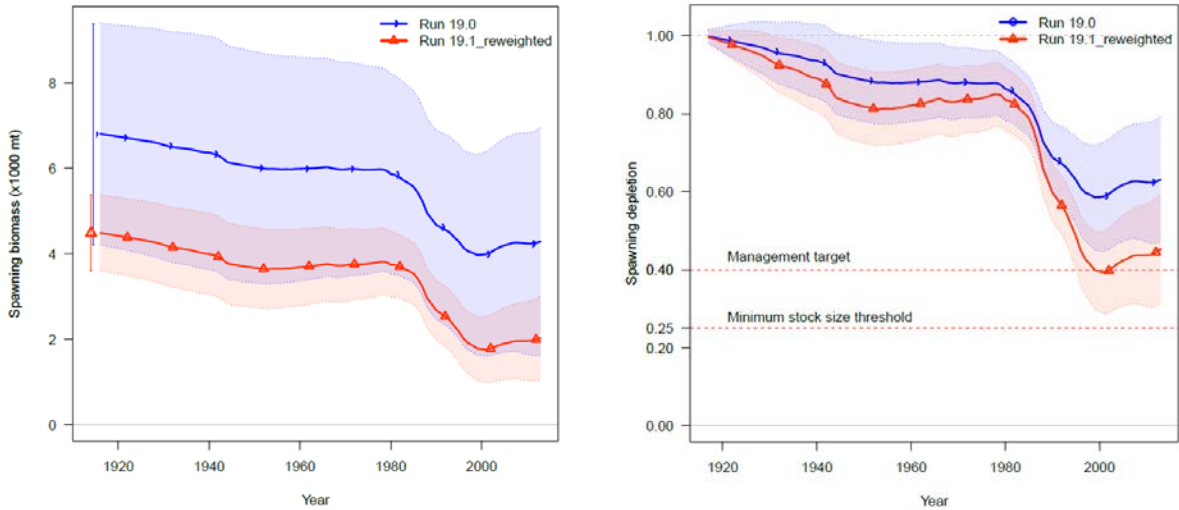 Run 19.0
Run 19.1_reweighted
8
6
4
2
0
Spawning biomass (x1000 mt)
1920 1940 1960 1980 2000
Year
Run 19.0
Run 19.1_reweighted
1.00
0.80
0.60
0.40
0.25
0.20
0.00
Spawning depletion
Management target
Minimum stock size threshold
1920 1940 1960 1980 2000
Year